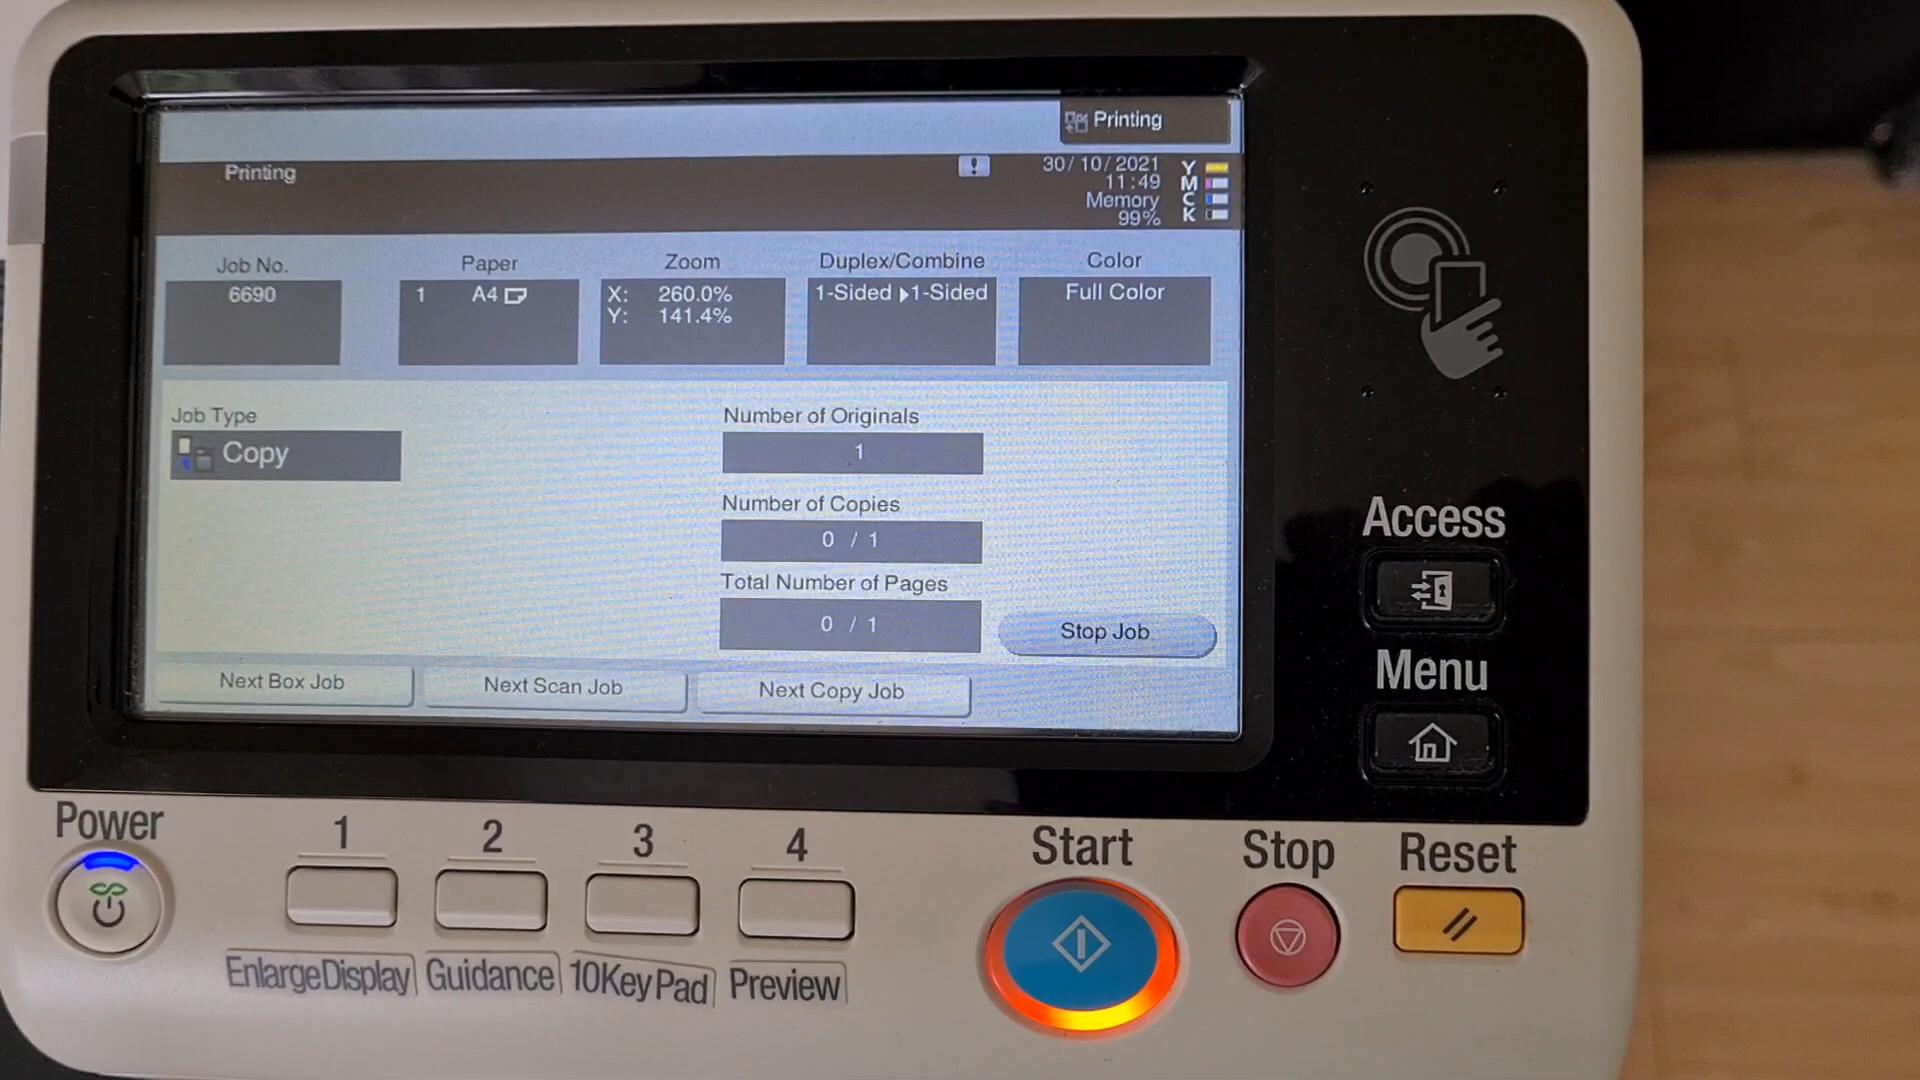 Printing
Printing
!
30/10/2021
11:49
Memory
99%
Y
M
C
K
Job No.
6690
Paper
1 A4
Zoom
X: 260.0%
Y: 141.4%
Duplex/Combine
1-Sided ▶1-Sided
Color
Full Color
Job Type
Copy
Number of Originals
1
Number of Copies
0 / 1
Total Number of Pages
0 / 1
Stop Job
Next Box Job
Next Scan Job
Next Copy Job
Access
Menu
Power
1
2
3
4
Start
Stop
Reset
EnlargeDisplay
Guidance
10KeyPad
Preview